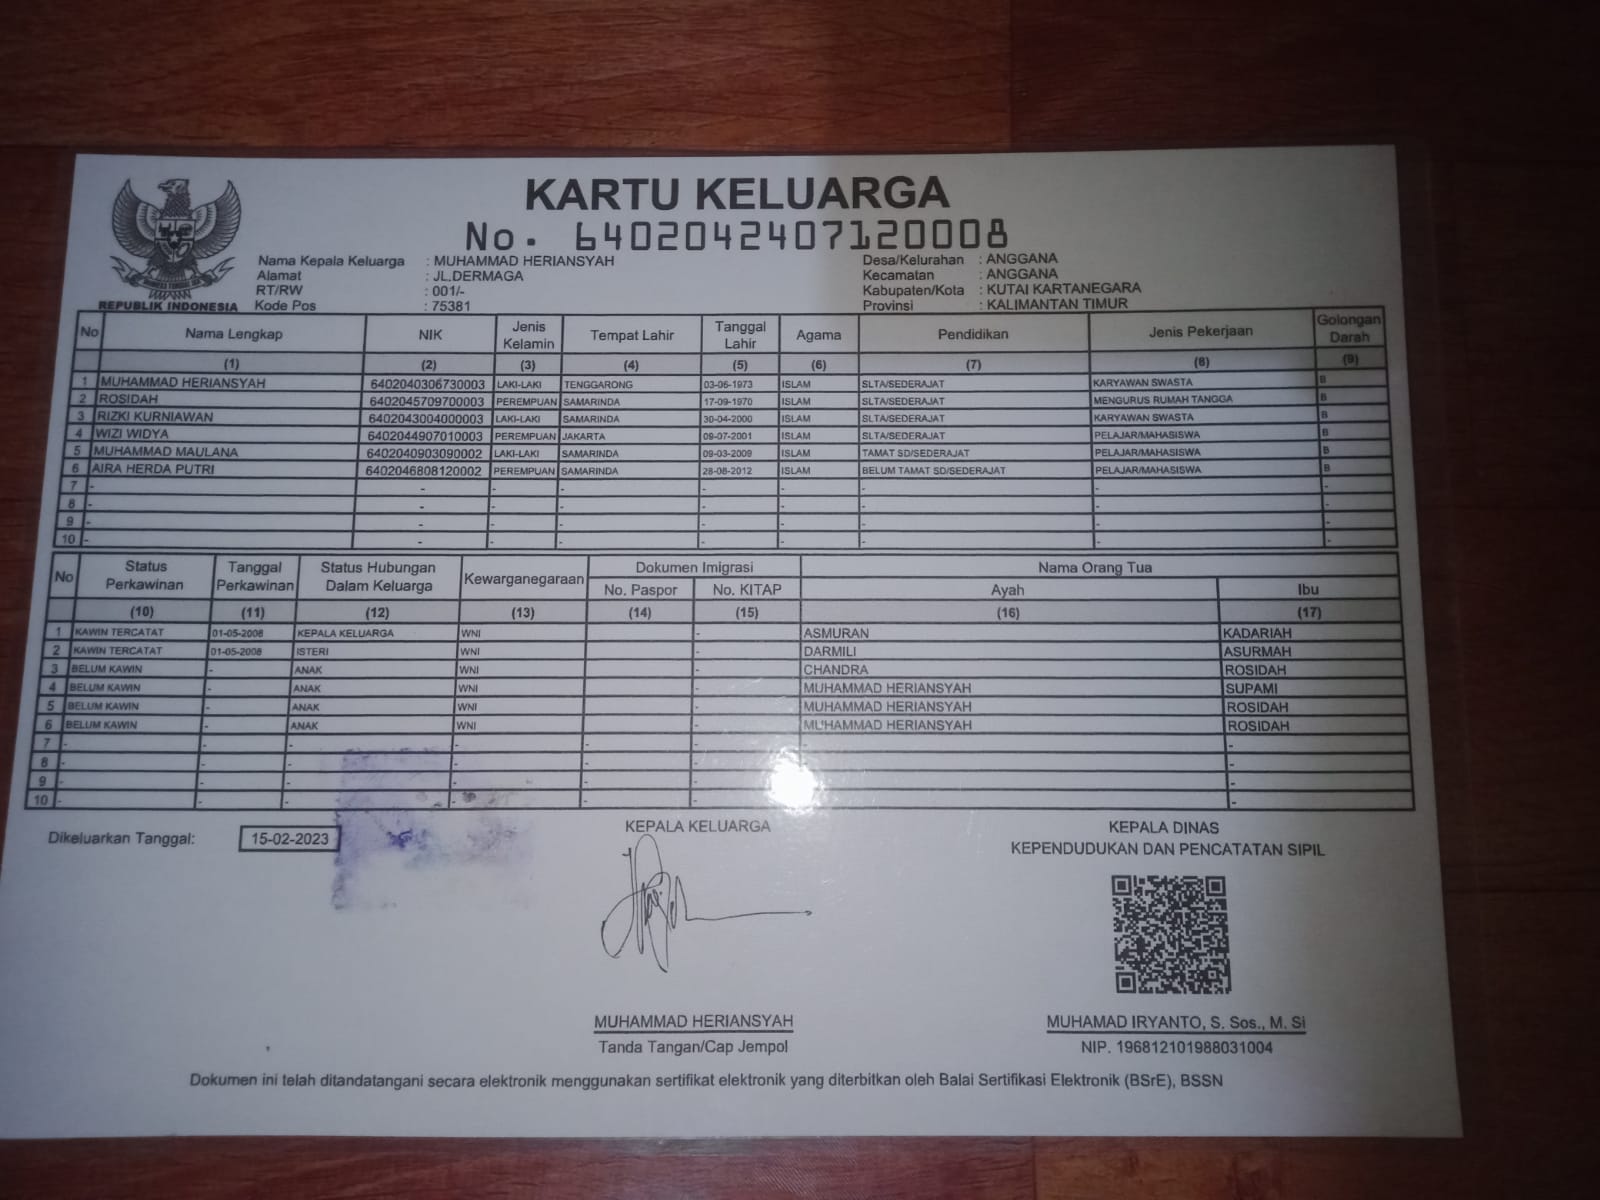 KARTU KELUARGA
No. 6402042407120008
REPUBLIK INDONESIA
Nama Kepala Keluarga : MUHAMMAD HERIANSYAH
Alamat : JL.DERMAGA
RT/RW : 001/-
Kode Pos : 75381
Desa/Kelurahan : ANGGANA
Kecamatan : ANGGANA
Kabupaten/Kota : KUTAI KARTANEGARA
Provinsi : KALIMANTAN TIMUR
No Nama Lengkap NIK Jenis Kelamin Tempat Lahir Tanggal Lahir Agama Pendidikan Jenis Pekerjaan Golongan Darah
(1) (2) (3) (4) (5) (6) (7) (8) (9)
1 MUHAMMAD HERIANSYAH 6402040306730003 LAKI-LAKI TENGGARONG 03-06-1973 ISLAM SLTA/SEDERAJAT KARYAWAN SWASTA B
2 ROSIDAH 6402045709700003 PEREMPUAN SAMARINDA 17-09-1970 ISLAM SLTA/SEDERAJAT MENGURUS RUMAH TANGGA B
3 RIZKI KURNIAWAN 6402043004000003 LAKI-LAKI SAMARINDA 30-04-2000 ISLAM SLTA/SEDERAJAT KARYAWAN SWASTA B
4 WIZI WIDYA 6402044907010003 PEREMPUAN JAKARTA 09-07-2001 ISLAM SLTA/SEDERAJAT PELAJAR/MAHASISWA B
5 MUHAMMAD MAULANA 6402040903090002 LAKI-LAKI SAMARINDA 09-03-2009 ISLAM TAMAT SD/SEDERAJAT PELAJAR/MAHASISWA B
6 AIRA HERDA PUTRI 6402046808120002 PEREMPUAN SAMARINDA 28-08-2012 ISLAM BELUM TAMAT SD/SEDERAJAT PELAJAR/MAHASISWA B
7 - - - - - - - - -
8 - - - - - - - - -
9 - - - - - - - - -
10 - - - - - - - - -
No Status Perkawinan Tanggal Perkawinan Status Hubungan Dalam Keluarga Kewarganegaraan Dokumen Imigrasi Nama Orang Tua
No. Paspor No. KITAP Ayah Ibu
(10) (11) (12) (13) (14) (15) (16) (17)
1 KAWIN TERCATAT 01-05-2008 KEPALA KELUARGA WNI - ASMURAN KADARIAH
2 KAWIN TERCATAT 01-05-2008 ISTERI WNI - DARMILI ASURMAH
3 BELUM KAWIN - ANAK WNI - CHANDRA ROSIDAH
4 BELUM KAWIN - ANAK WNI - MUHAMMAD HERIANSYAH SUPAMI
5 BELUM KAWIN - ANAK WNI - MUHAMMAD HERIANSYAH ROSIDAH
6 BELUM KAWIN - ANAK WNI - MUHAMMAD HERIANSYAH ROSIDAH
7 - - - - - - - -
8 - - - - - - - -
9 - - - - - - - -
10 - - - - - - - -
Dikeluarkan Tanggal: 15-02-2023
KEPALA KELUARGA
MUHAMMAD HERIANSYAH
Tanda Tangan/Cap Jempol
KEPALA DINAS
KEPENDUDUKAN DAN PENCATATAN SIPIL
MUHAMAD IRYANTO, S. Sos., M. Si
NIP. 196812101988031004
Dokumen ini telah ditandatangani secara elektronik menggunakan sertifikat elektronik yang diterbitkan oleh Balai Sertifikasi Elektronik (BSrE), BSSN